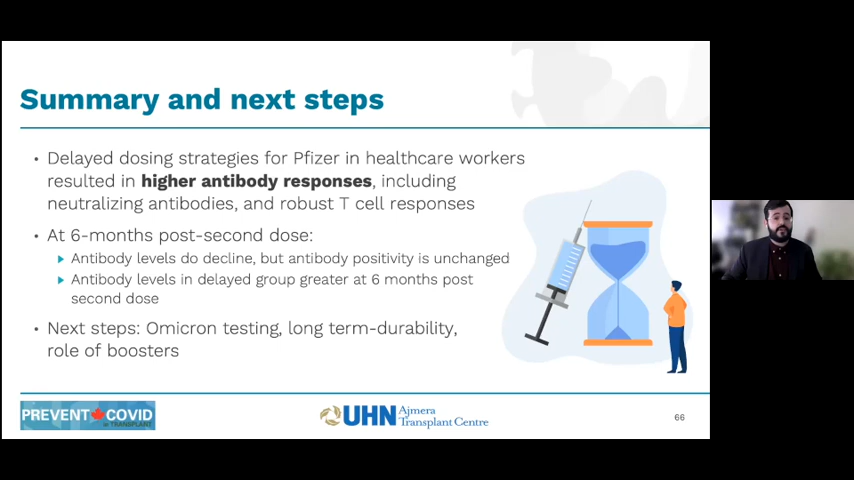 Summary and next steps
• Delayed dosing strategies for Pfizer in healthcare workers
resulted in higher antibody responses, including
neutralizing antibodies, and robust T cell responses
• At 6-months post-second dose:
Antibody levels do decline, but antibody positivity is unchanged
Antibody levels in delayed group greater at 6 months post
second dose
• Next steps: Omicron testing, long term-durability,
role of boosters
PREVENT COVID
in TRANSPLANT
UHN Ajmera
Transplant Centre
66